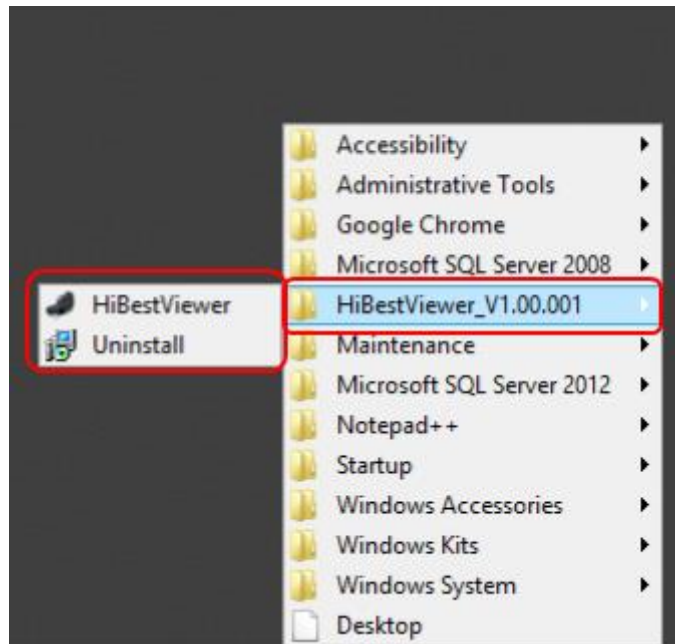 Accessibility
Administrative Tools
Google Chrome
Microsoft SQL Server 2008
HiBestViewer
HiBestViewer_V1.00.001
Uninstall
Maintenance
Microsoft SQL Server 2012
Notepad++
Startup
Windows Accessories
Windows Kits
Windows System
Desktop